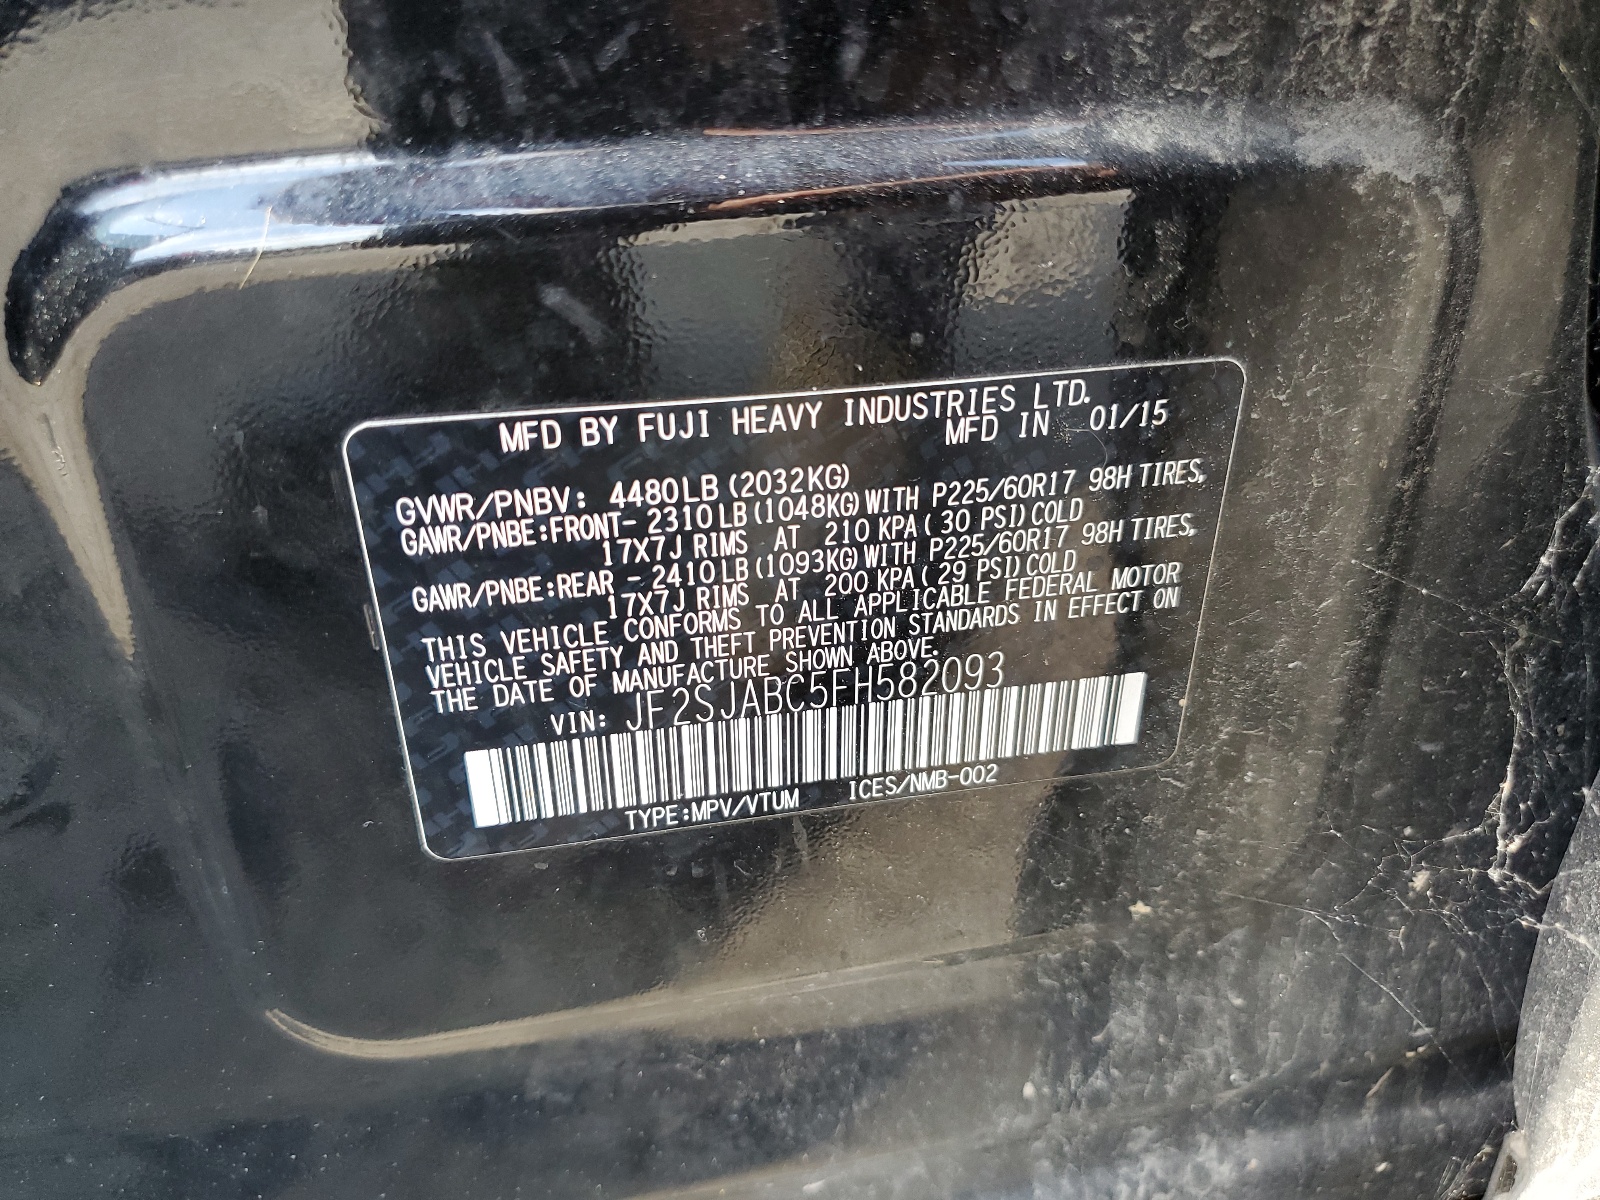 MFD BY FUJI HEAVY INDUSTRIES LTD.
MFD IN 01/15
GVWR/PNBV: 4480LB(2032KG)
GAWR/PNBE:FRONT- 2310LB(1048KG)WITH P225/60R17 98H TIRES,
17X7J RIMS AT 210 KPA( 30 PSI)COLD
GAWR/PNBE:REAR - 2410LB(1093KG)WITH P225/60R17 98H TIRES,
17X7J RIMS AT 200 KPA( 29 PSI)COLD
THIS VEHICLE CONFORMS TO ALL APPLICABLE FEDERAL MOTOR
VEHICLE SAFETY AND THEFT PREVENTION STANDARDS IN EFFECT ON
THE DATE OF MANUFACTURE SHOWN ABOVE.
VIN: JF2SJABC5FH582093
TYPE:MPV/VTUM ICES/NMB-002